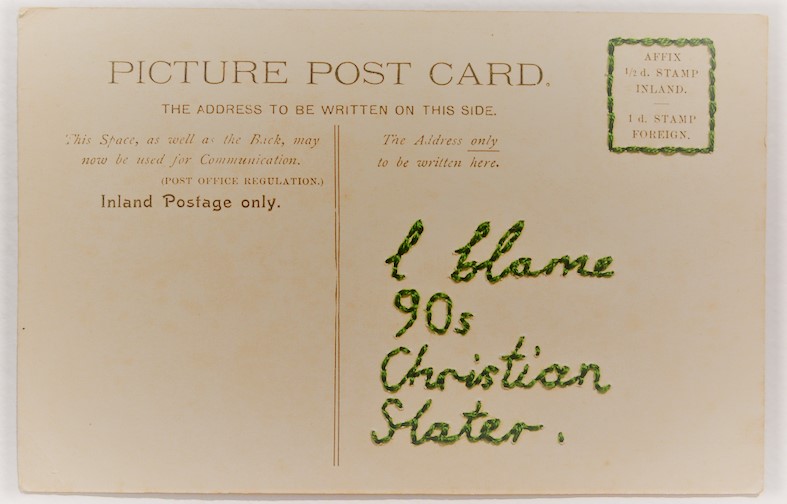 PICTURE POST CARD.
THE ADDRESS TO BE WRITTEN ON THIS SIDE.
This Space, as well as the Back, may
now be used for Communication.
(POST OFFICE REGULATION.)
Inland Postage only.
The Address only
to be written here.
AFFIX
1/2 d. STAMP
INLAND.
1 d. STAMP
FOREIGN.
I blame
90s
Christian
Slater.